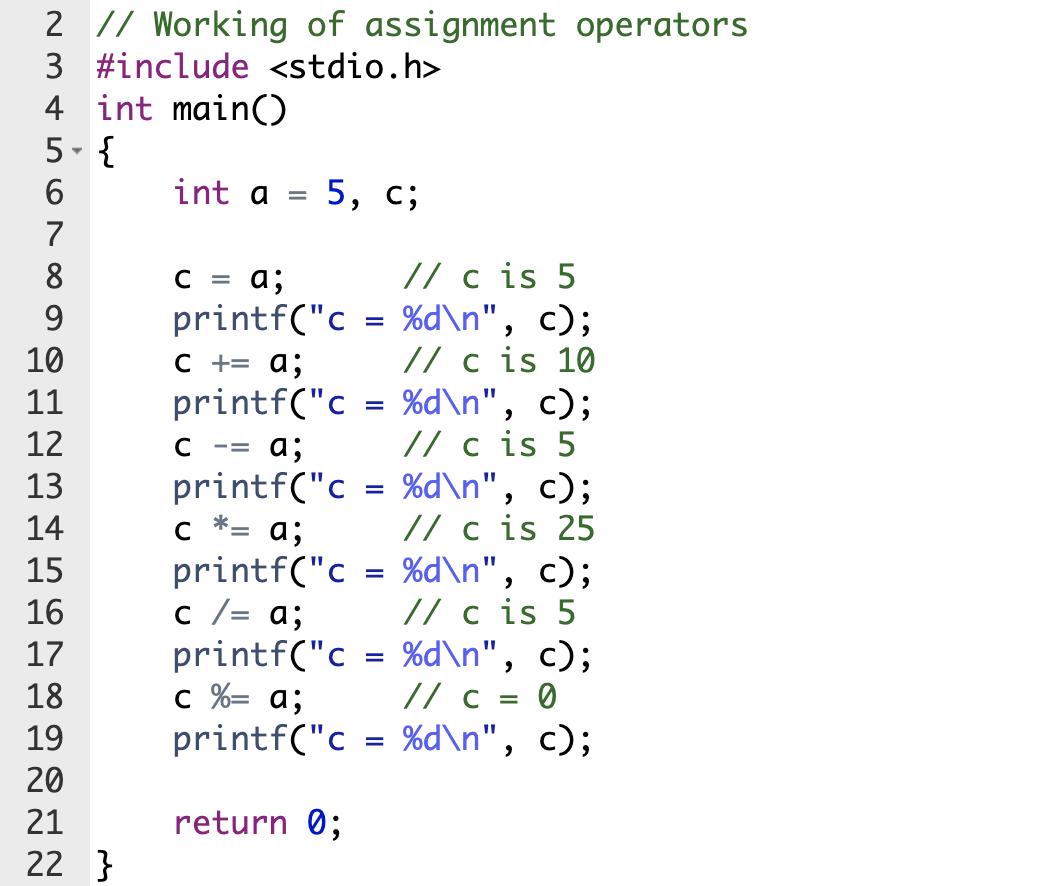 2 // Working of assignment operators
3 #include <stdio.h>
4 int main()
5 {
6     int a = 5, c;
7
8     c = a;      // c is 5
9     printf("c = %d\n", c);
10     c += a;     // c is 10
11     printf("c = %d\n", c);
12     c -= a;     // c is 5
13     printf("c = %d\n", c);
14     c *= a;     // c is 25
15     printf("c = %d\n", c);
16     c /= a;     // c is 5
17     printf("c = %d\n", c);
18     c %= a;     // c = 0
19     printf("c = %d\n", c);
20
21     return 0;
22 }